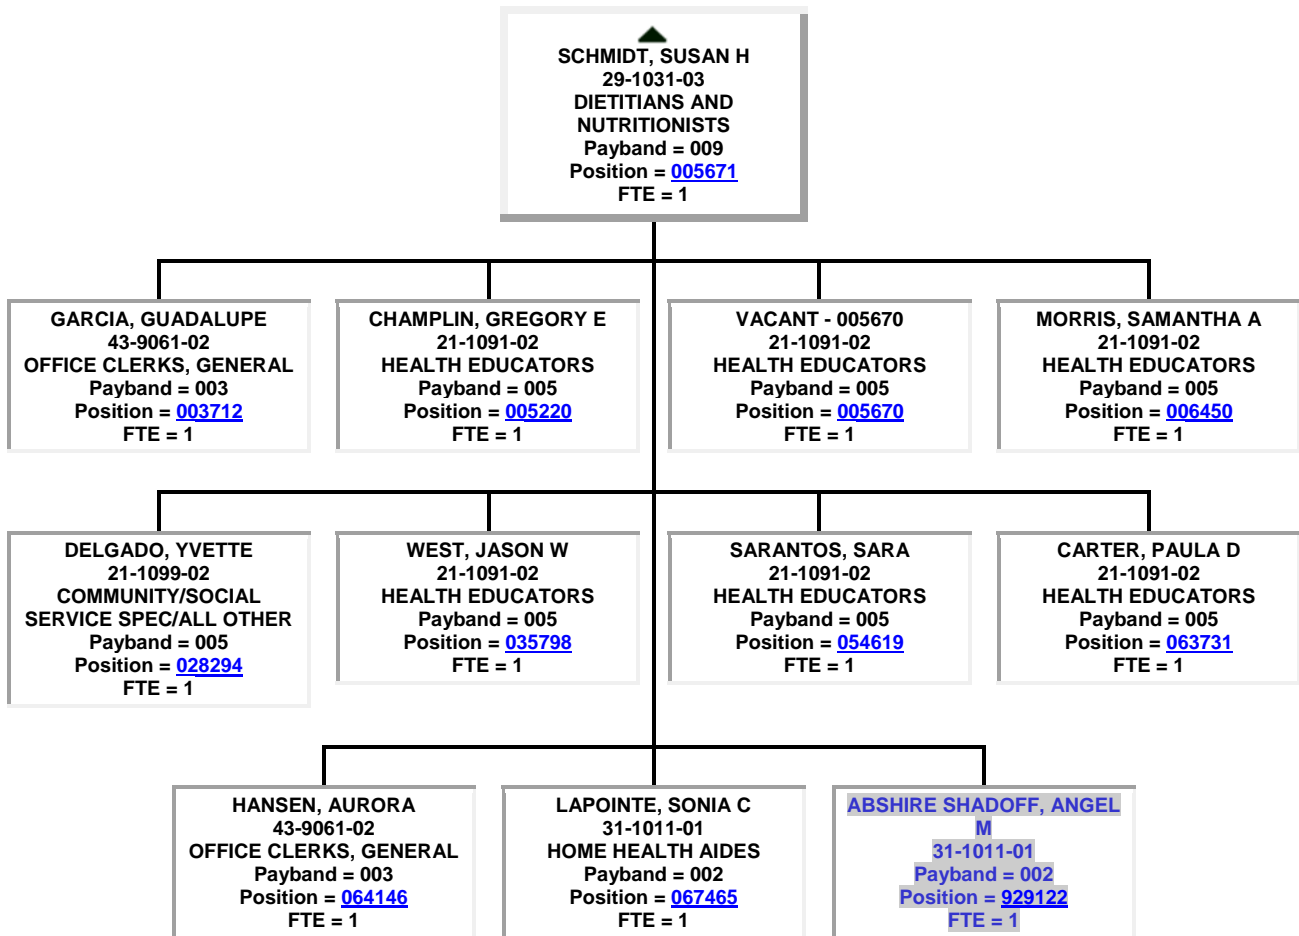 SCHMIDT, SUSAN H
29-1031-03
DIETITIANS AND
NUTRITIONISTS
Payband = 009
Position = 005671
FTE = 1
GARCIA, GUADALUPE
43-9061-02
OFFICE CLERKS, GENERAL
Payband = 003
Position = 003712
FTE = 1
CHAMPLIN, GREGORY E
21-1091-02
HEALTH EDUCATORS
Payband = 005
Position = 005220
FTE = 1
VACANT - 005670
21-1091-02
HEALTH EDUCATORS
Payband = 005
Position = 005670
FTE = 1
MORRIS, SAMANTHA A
21-1091-02
HEALTH EDUCATORS
Payband = 005
Position = 006450
FTE = 1
DELGADO, YVETTE
21-1099-02
COMMUNITY/SOCIAL
SERVICE SPEC/ALL OTHER
Payband = 005
Position = 028294
FTE = 1
WEST, JASON W
21-1091-02
HEALTH EDUCATORS
Payband = 005
Position = 035798
FTE = 1
SARANTOS, SARA
21-1091-02
HEALTH EDUCATORS
Payband = 005
Position = 054619
FTE = 1
CARTER, PAULA D
21-1091-02
HEALTH EDUCATORS
Payband = 005
Position = 063731
FTE = 1
HANSEN, AURORA
43-9061-02
OFFICE CLERKS, GENERAL
Payband = 003
Position = 064146
FTE = 1
LAPOINTE, SONIA C
31-1011-01
HOME HEALTH AIDES
Payband = 002
Position = 067465
FTE = 1
ABSHIRE SHADOFF, ANGEL
M
31-1011-01
Payband = 002
Position = 929122
FTE = 1